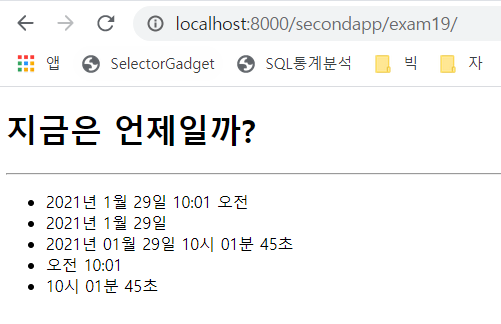 localhost:8000/secondapp/exam19/
앱 SelectorGadget SQL통계분석 빅 자
지금은 언제일까?
2021년 1월 29일 10:01 오전
2021년 1월 29일
2021년 01월 29일 10시 01분 45초
오전 10:01
10시 01분 45초